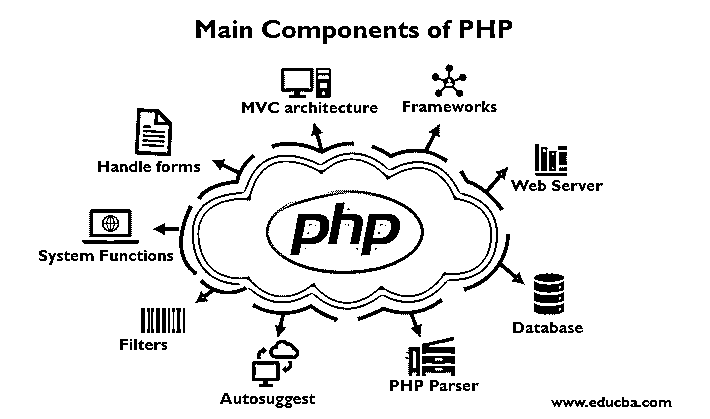 Main Components of PHP
MVC architecture
Frameworks
Handle forms
Web Server
php
System Functions
Database
Filters
PHP Parser
Autosuggest
www.educba.com